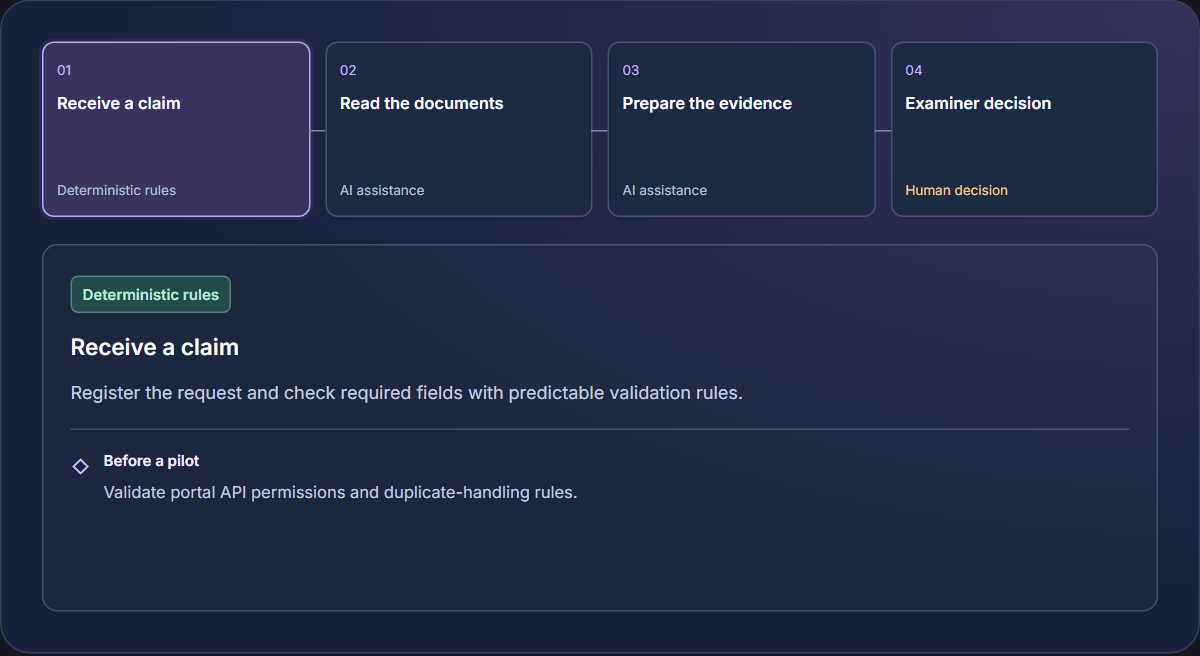 01
Receive a claim
Deterministic rules
02
Read the documents
AI assistance
03
Prepare the evidence
AI assistance
04
Examiner decision
Human decision
Deterministic rules
Receive a claim
Register the request and check required fields with predictable validation rules.
Before a pilot
Validate portal API permissions and duplicate-handling rules.